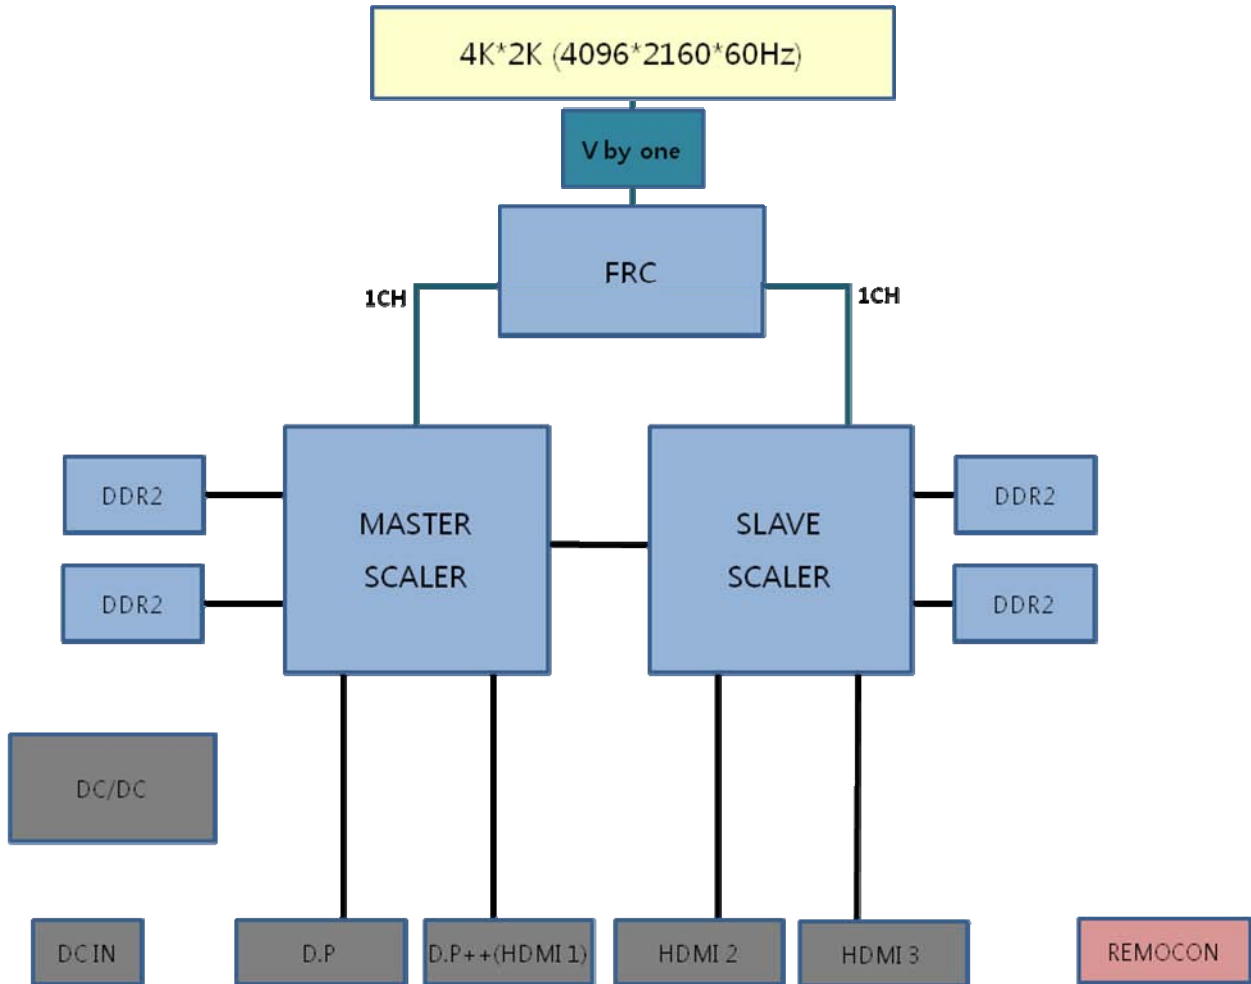 4K*2K (4096*2160*60Hz)
V by one
FRC
1CH
1CH
DDR2
MASTER
SCALER
SLAVE
SCALER
DDR2
DDR2
DDR2
DC/DC
DC IN
D.P
D.P++(HDMI 1)
HDMI 2
HDMI 3
REMOCON